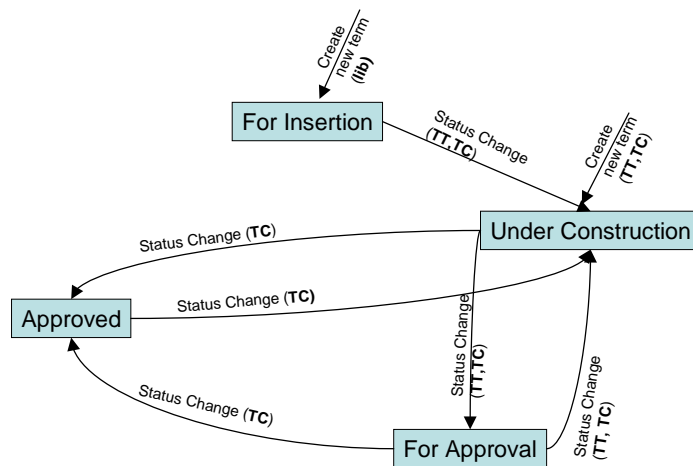 Create
new term
(lib)
For Insertion
Status Change
(TT,TC)
Create
new term
(TT,TC)
Under Construction
Status Change (TC)
Status Change (TC)
Approved
Status Change
(TT,TC)
Status Change
(TT, TC)
Status Change (TC)
For Approval